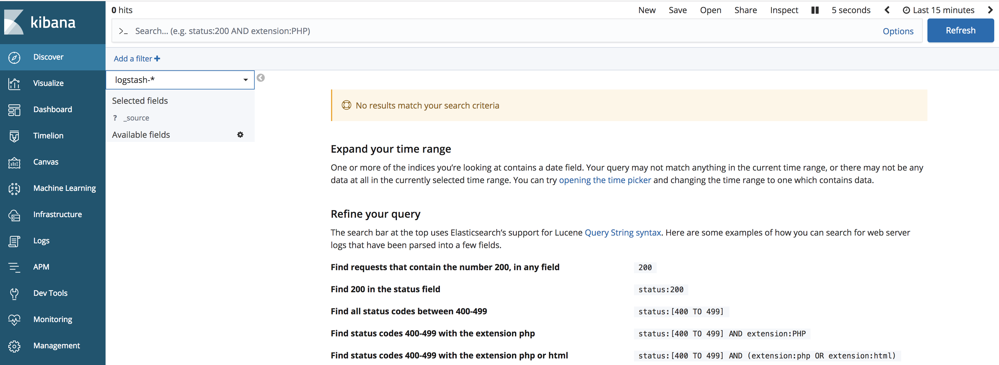 kibana
Discover
Visualize
Dashboard
Timelion
Canvas
Machine Learning
Infrastructure
Logs
APM
Dev Tools
Monitoring
Management
0 hits
New Save Open Share Inspect 5 seconds Last 15 minutes
>_ Search... (e.g. status:200 AND extension:PHP) Options Refresh
Add a filter +
logstash-*
Selected fields
? _source
Available fields
No results match your search criteria
Expand your time range
One or more of the indices you’re looking at contains a date field. Your query may not match anything in the current time range, or there may not be any
data at all in the currently selected time range. You can try opening the time picker and changing the time range to one which contains data.
Refine your query
The search bar at the top uses Elasticsearch’s support for Lucene Query String syntax. Here are some examples of how you can search for web server
logs that have been parsed into a few fields.
Find requests that contain the number 200, in any field 200
Find 200 in the status field status:200
Find all status codes between 400-499 status:[400 TO 499]
Find status codes 400-499 with the extension php status:[400 TO 499] AND extension:PHP
Find status codes 400-499 with the extension php or html status:[400 TO 499] AND (extension:php OR extension:html)